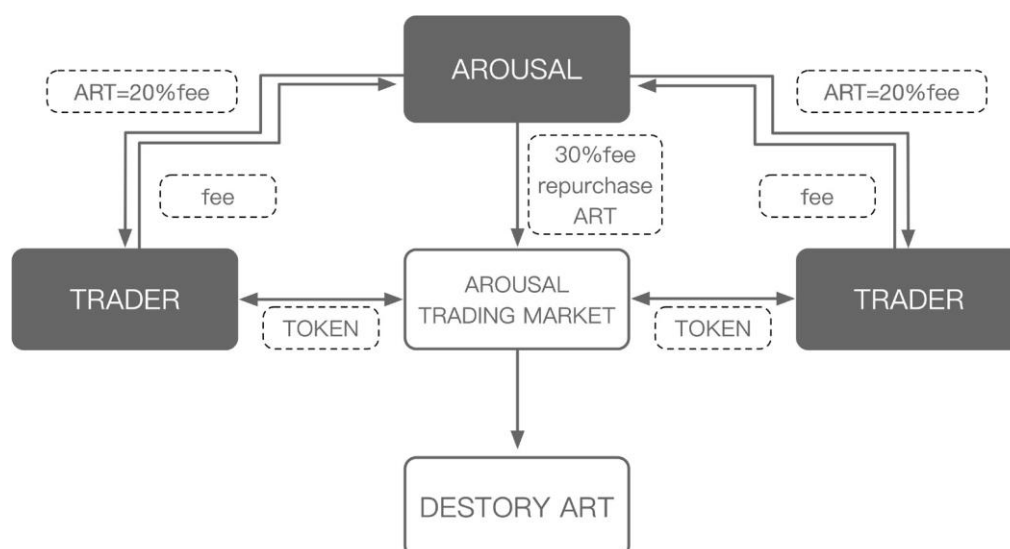 AROUSAL
ART=20%fee
ART=20%fee
30%fee
repurchase
ART
fee
fee
TRADER
AROUSAL
TRADING MARKET
TRADER
TOKEN
TOKEN
DESTORY ART